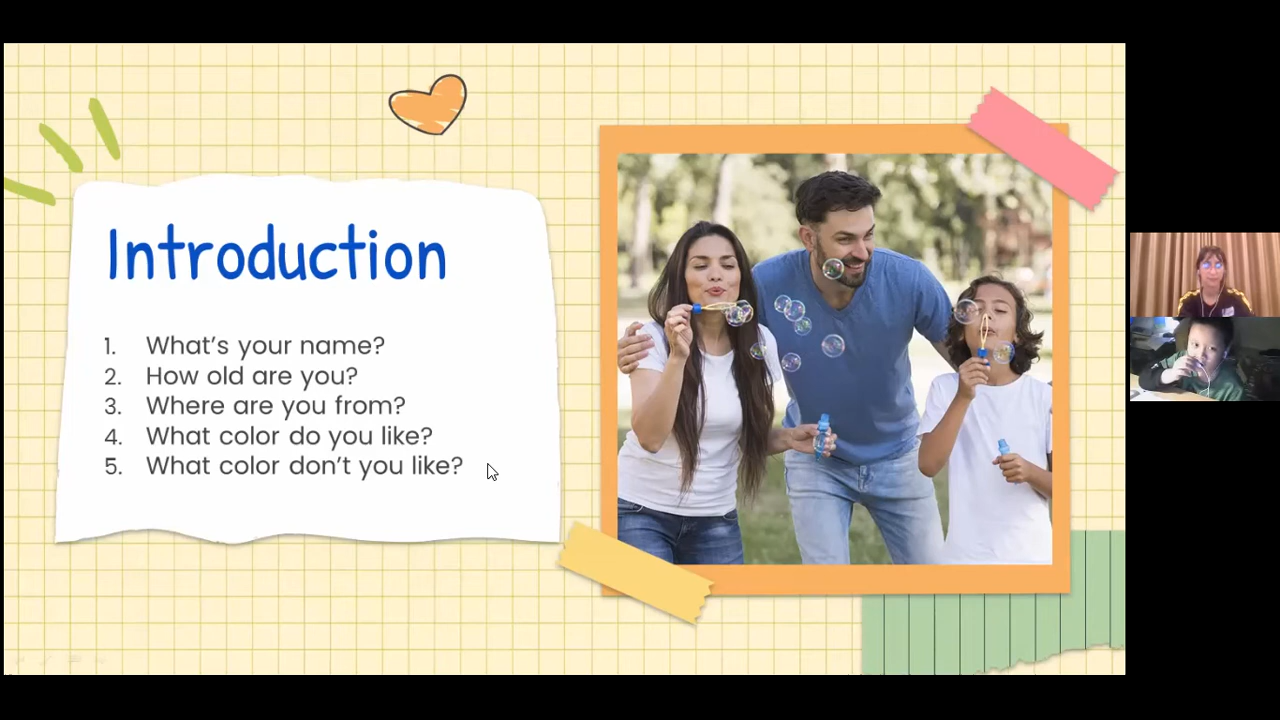 Introduction
1. What's your name?
2. How old are you?
3. Where are you from?
4. What color do you like?
5. What color don't you like?